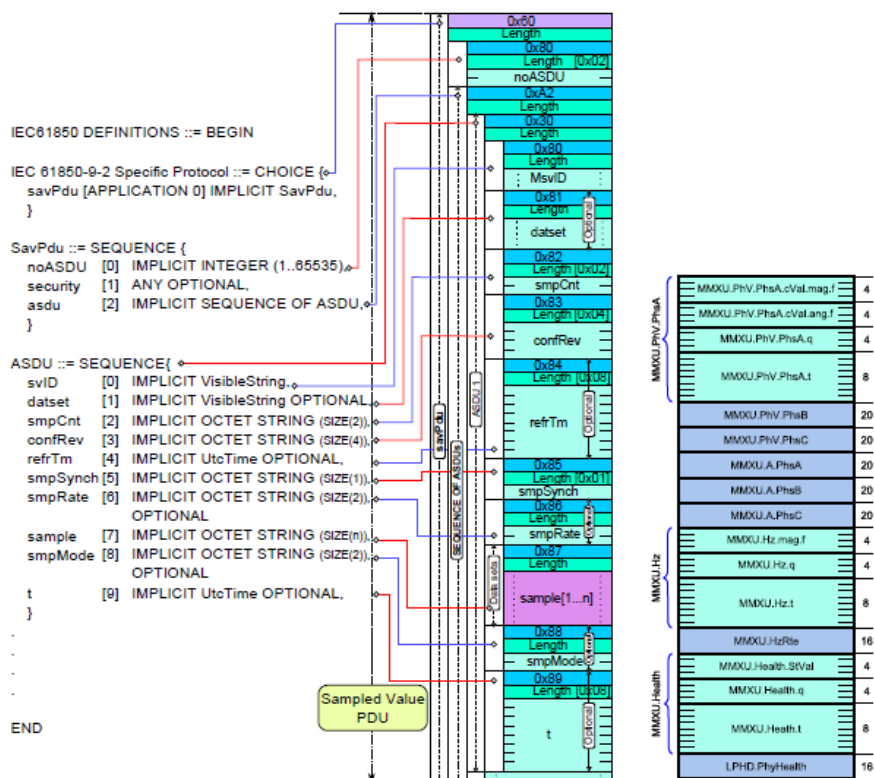 IEC61850 DEFINITIONS ::= BEGIN
IEC 61850-9-2 Specific Protocol ::= CHOICE {
savPdu [APPLICATION 0] IMPLICIT SavPdu,
}
SavPdu ::= SEQUENCE {
noASDU [0] IMPLICIT INTEGER (1..65535),
security [1] ANY OPTIONAL,
asdu [2] IMPLICIT SEQUENCE OF ASDU,
}
ASDU ::= SEQUENCE{
svID [0] IMPLICIT VisibleString,
datset [1] IMPLICIT VisibleString OPTIONAL,
smpCnt [2] IMPLICIT OCTET STRING (SIZE(2)),
confRev [3] IMPLICIT OCTET STRING (SIZE(4)),
refrTm [4] IMPLICIT UtcTime OPTIONAL,
smpSynch [5] IMPLICIT OCTET STRING (SIZE(1)),
smpRate [6] IMPLICIT OCTET STRING (SIZE(2)),
OPTIONAL
sample [7] IMPLICIT OCTET STRING (SIZE(n)),
smpMode [8] IMPLICIT OCTET STRING (SIZE(2)),
OPTIONAL
t [9] IMPLICIT UtcTime OPTIONAL,
}
.
.
.
.
END
Sampled Value
PDU
savPdu
SEQUENCE OF ASDUs
ASDU 1
0x60
Length
0x80
Length [0x02]
noASDU
0xA2
Length
0x30
Length
0x80
Length
MsvID
0x81
Length
datset
Optional
0x82
Length [0x02]
smpCnt
0x83
Length [0x04]
confRev
0x84
Length [0x08]
refrTm
Optional
0x85
Length [0x01]
smpSynch
0x86
Length
smpRate
Optional
0x87
Length
Data sets
sample[1...n]
0x88
Length
smpMode
Optional
0x89
Length [0x08]
t
Optional
MMXU.PhV.PhsA
MMXU.PhV.PhsA.cVal.mag.f 4
MMXU.PhV.PhsA.cVal.ang.f 4
MMXU.PhV.PhsA.q 4
MMXU.PhV.PhsA.t 8
MMXU.PhV.PhsB 20
MMXU.PhV.PhsC 20
MMXU.A.PhsA 20
MMXU.A.PhsB 20
MMXU.A.PhsC 20
MMXU.Hz
MMXU.Hz.mag.f 4
MMXU.Hz.q 4
MMXU.Hz.t 8
MMXU.HzRte 16
MMXU.Health
MMXU.Health.StVal 4
MMXU.Health.q 4
MMXU.Heath.t 8
LPHD.PhyHealth 16